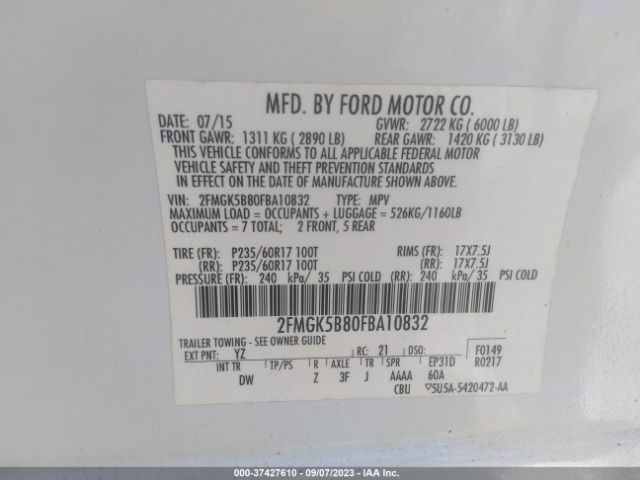 MFD. BY FORD MOTOR CO.
DATE: 07/15 GVWR: 2722 KG ( 6000 LB)
FRONT GAWR: 1311 KG ( 2890 LB) REAR GAWR: 1420 KG ( 3130 LB)
THIS VEHICLE CONFORMS TO ALL APPLICABLE FEDERAL MOTOR
VEHICLE SAFETY AND THEFT PREVENTION STANDARDS
IN EFFECT ON THE DATE OF MANUFACTURE SHOWN ABOVE.
VIN: 2FMGK5B80FBA10832 TYPE: MPV
MAXIMUM LOAD = OCCUPANTS + LUGGAGE = 526KG/1160LB
OCCUPANTS = 7 TOTAL; 2 FRONT, 5 REAR
TIRE (FR): P235/60R17 100T RIMS (FR): 17X7.5J
(RR): P235/60R17 100T (RR): 17X7.5J
PRESSURE (FR): 240 kPa/ 35 PSI COLD (RR): 240 kPa/ 35 PSI COLD
2FMGK5B80FBA10832
TRAILER TOWING - SEE OWNER GUIDE
EXT PNT: YZ RC: 21 DSO: F0149
INT TR TP/PS R AXLE TR SPR EP31D R0217
DW Z 3F J AAAA 60A
CBU ▽5U5A-5420472-AA
000-37427610 - 09/07/2023 - IAA Inc.